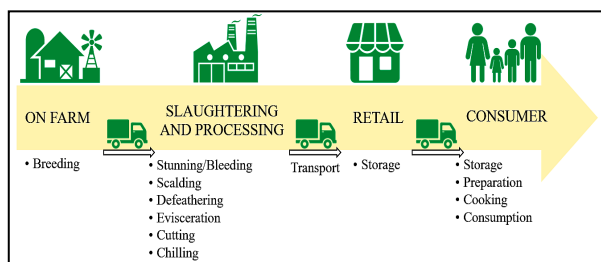 ON FARM
SLAUGHTERING
AND PROCESSING
RETAIL
CONSUMER
• Breeding
• Stunning/Bleeding
• Scalding
• Defeathering
• Evisceration
• Cutting
• Chilling
Transport
• Storage
• Storage
• Preparation
• Cooking
• Consumption